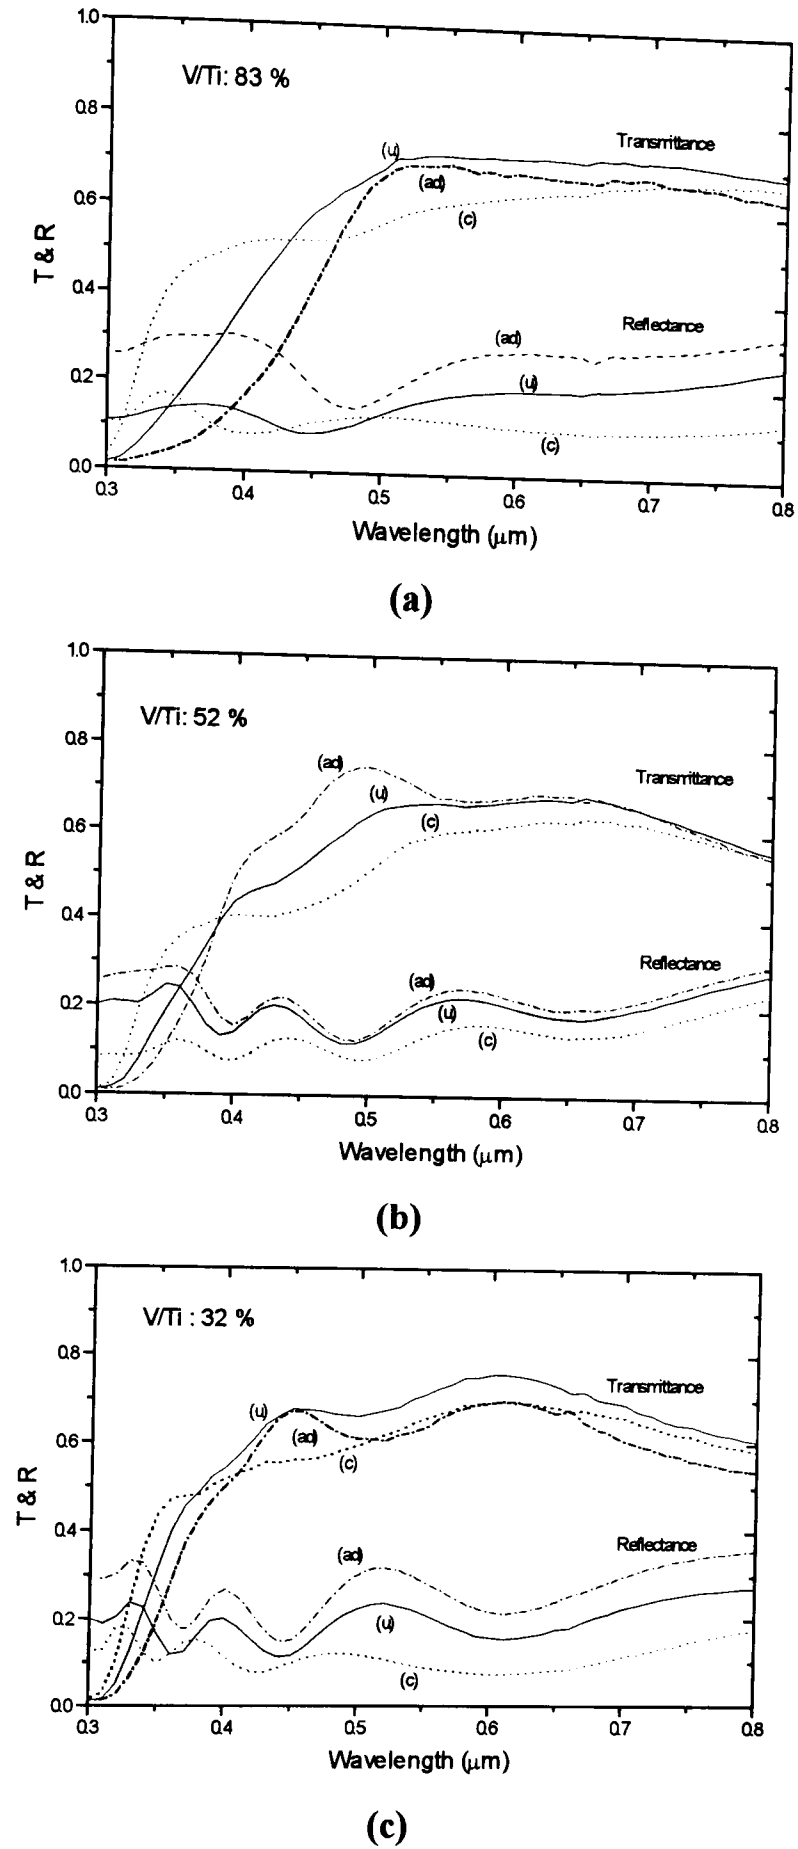 1.0
V/Ti: 83 %
0.8
Transmittance
(u)
(ad)
0.6
(c)
T & R
0.4
Reflectance
(ad)
0.2
(u)
(c)
0.0
0.3 0.4 0.5 0.6 0.7 0.8
Wavelength (μm)
(a)
1.0
V/Ti: 52 %
0.8
(ad)
Transmittance
(u)
0.6
(c)
T & R
0.4
Reflectance
(ad)
0.2
(u)
(c)
0.0
0.3 0.4 0.5 0.6 0.7 0.8
Wavelength (μm)
(b)
1.0
V/Ti : 32 %
0.8
Transmittance
(u)
(ad)
0.6
(c)
T & R
0.4
Reflectance
(ad)
0.2
(u)
(c)
0.0
0.3 0.4 0.5 0.6 0.7 0.8
Wavelength (μm)
(c)